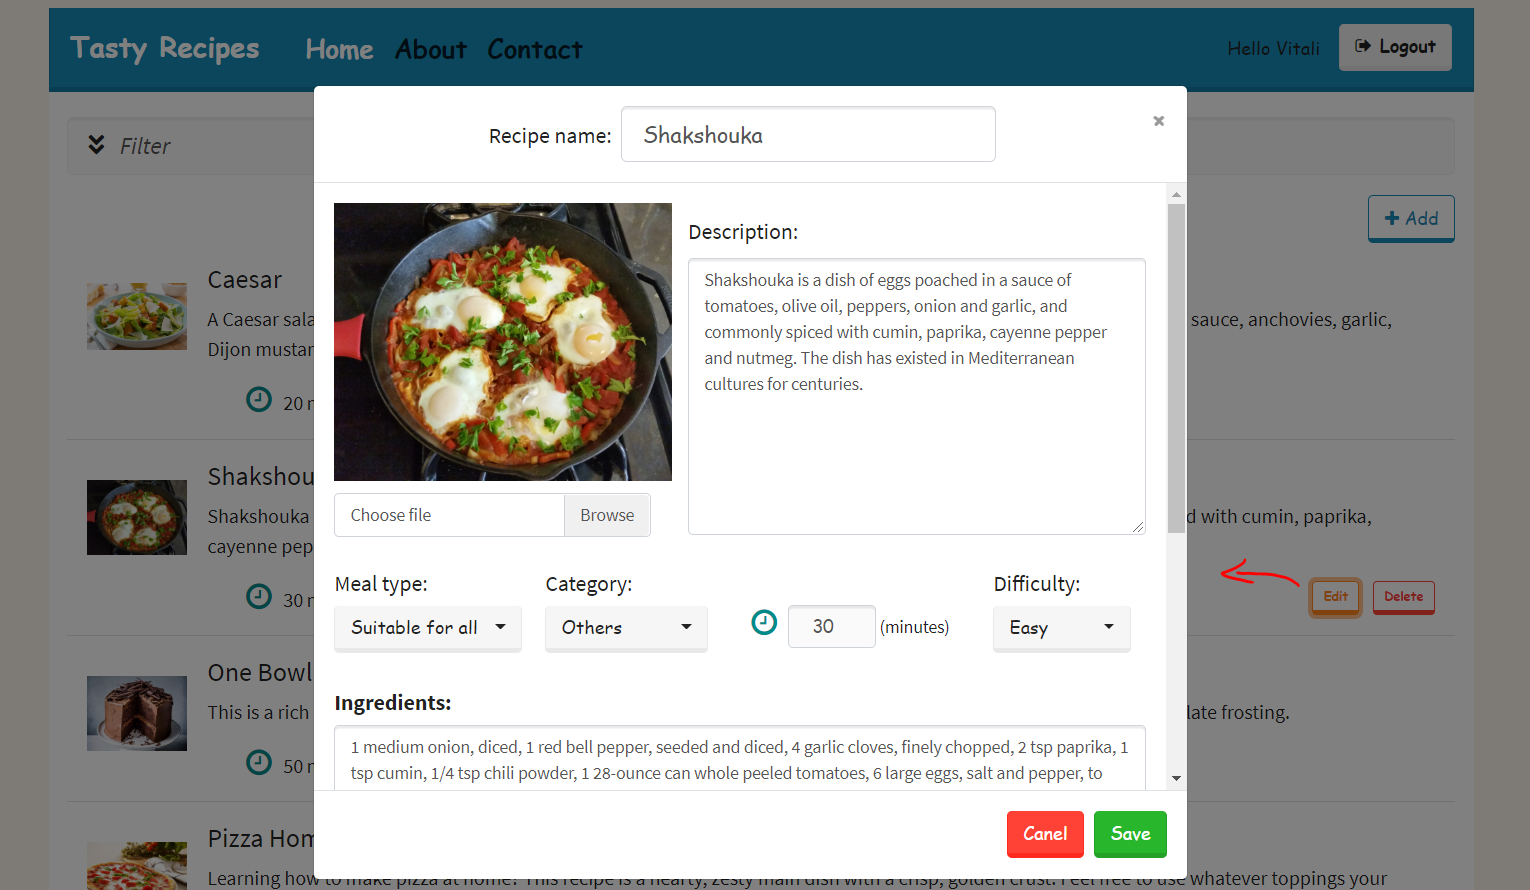 Tasty Recipes Home About Contact Hello Vitali Logout
Recipe name: Shakshouka ×
Filter
Add
Description:
Shakshouka is a dish of eggs poached in a sauce of
tomatoes, olive oil, peppers, onion and garlic, and
commonly spiced with cumin, paprika, cayenne pepper
and nutmeg. The dish has existed in Mediterranean
cultures for centuries.
Choose file Browse
Meal type: Category: Difficulty:
Suitable for all Others 30 (minutes) Easy
Ingredients:
1 medium onion, diced, 1 red bell pepper, seeded and diced, 4 garlic cloves, finely chopped, 2 tsp paprika, 1
tsp cumin, 1/4 tsp chili powder, 1 28-ounce can whole peeled tomatoes, 6 large eggs, salt and pepper, to
Canel Save
Caesar
A Caesar sala sauce, anchovies, garlic,
Dijon mustar
20
Shakshou
Shakshouka d with cumin, paprika,
cayenne pep
30
Edit Delete
One Bowl
This is a rich late frosting.
50
Pizza Hom
Learning how to make pizza at home? This recipe is a hearty, zesty main dish with a crisp, golden crust. Feel free to use whatever toppings your